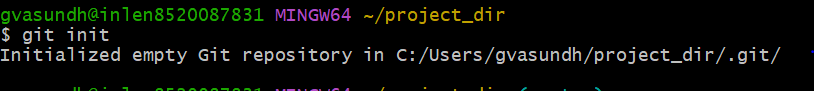 gvasundh@inlen8520087831 MINGW64 ~/project_dir
$ git init
Initialized empty Git repository in C:/Users/gvasundh/project_dir/.git/